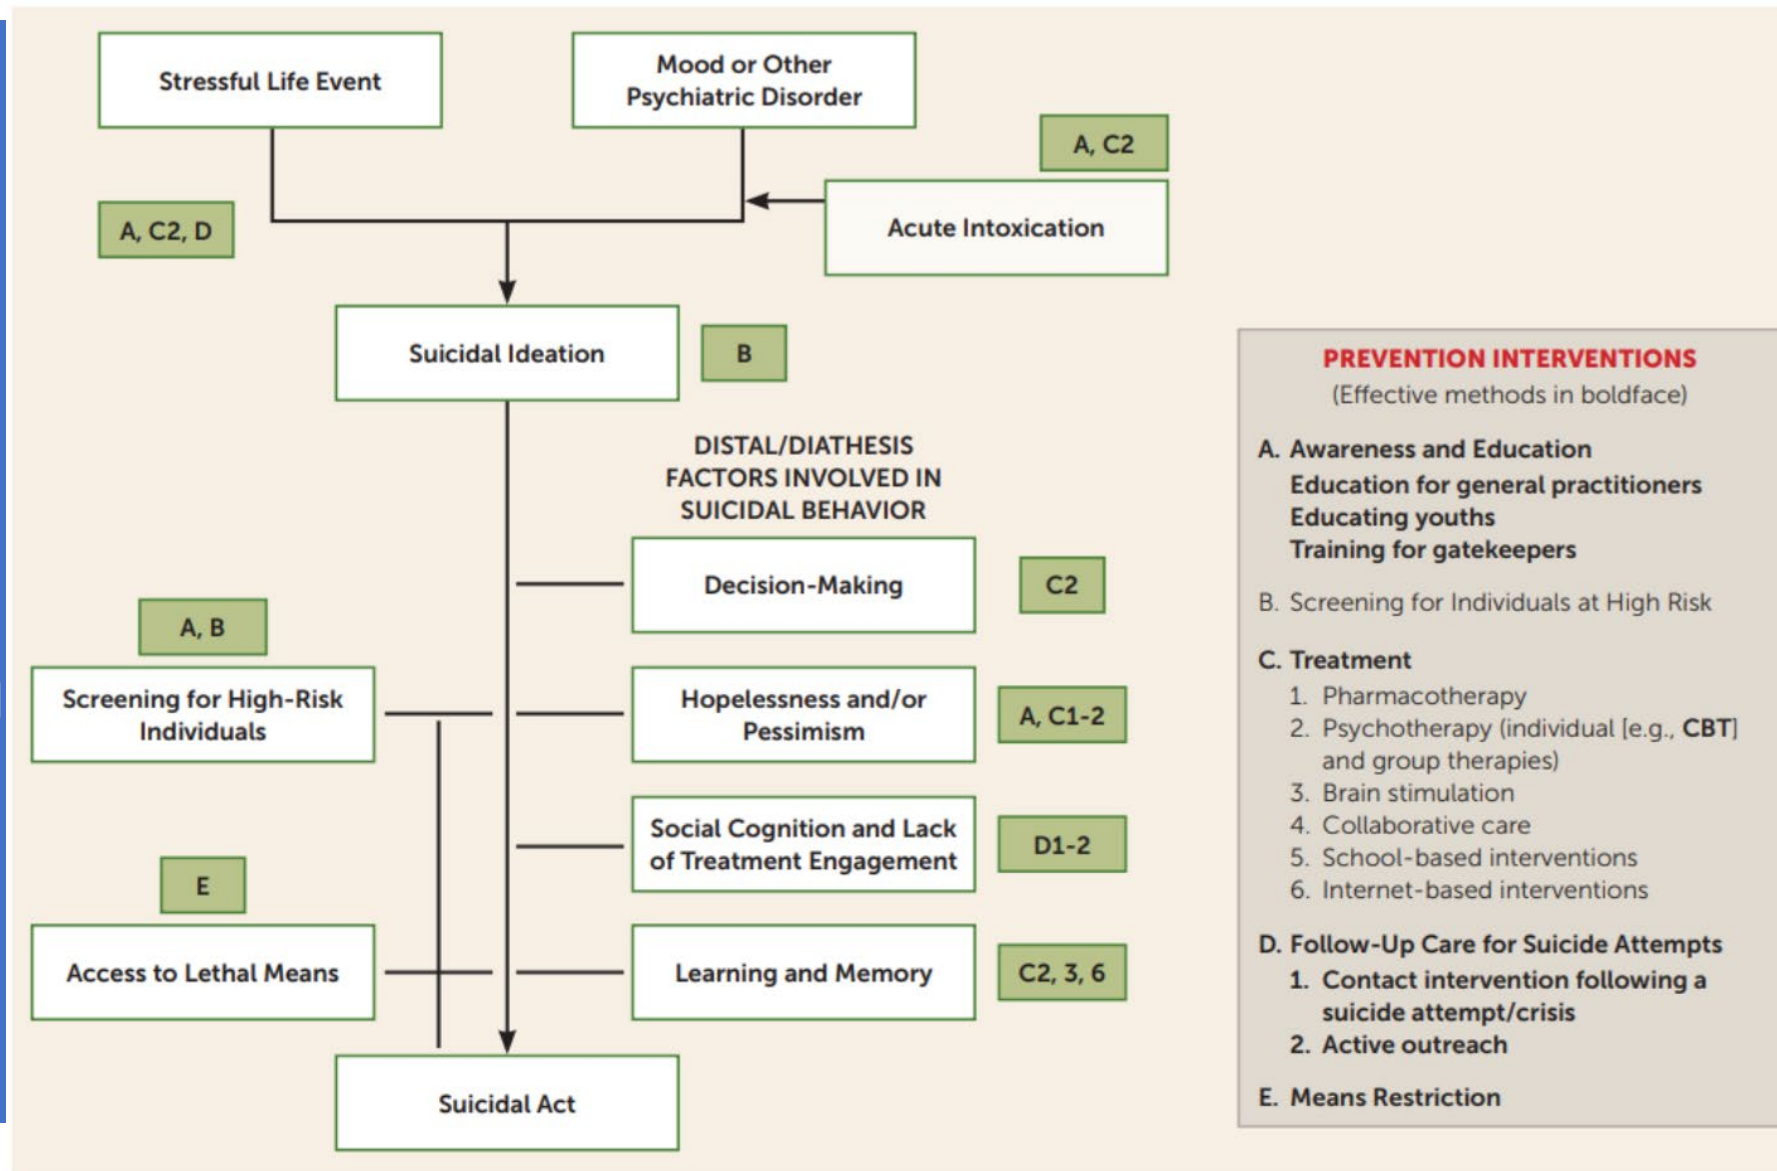 Stressful Life Event
Mood or Other
Psychiatric Disorder
A, C2
Acute Intoxication
A, C2, D
Suicidal Ideation
B
DISTAL/DIATHESIS
FACTORS INVOLVED IN
SUICIDAL BEHAVIOR
Decision-Making
C2
A, B
Screening for High-Risk
Individuals
Hopelessness and/or
Pessimism
A, C1-2
Social Cognition and Lack
of Treatment Engagement
D1-2
E
Access to Lethal Means
Learning and Memory
C2, 3, 6
Suicidal Act
PREVENTION INTERVENTIONS
(Effective methods in boldface)
A. Awareness and Education
Education for general practitioners
Educating youths
Training for gatekeepers
B. Screening for Individuals at High Risk
C. Treatment
1. Pharmacotherapy
2. Psychotherapy (individual [e.g., CBT]
and group therapies)
3. Brain stimulation
4. Collaborative care
5. School-based interventions
6. Internet-based interventions
D. Follow-Up Care for Suicide Attempts
1. Contact intervention following a
suicide attempt/crisis
2. Active outreach
E. Means Restriction